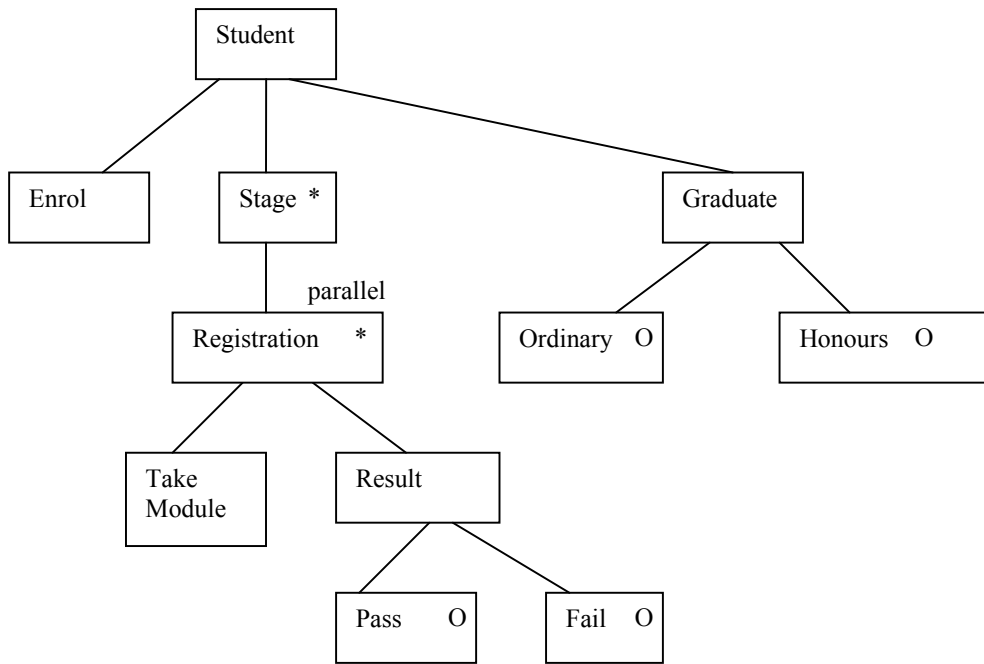 Student
Enrol
Stage *
Graduate
parallel
Registration *
Ordinary O
Honours O
Take
Module
Result
Pass O
Fail O